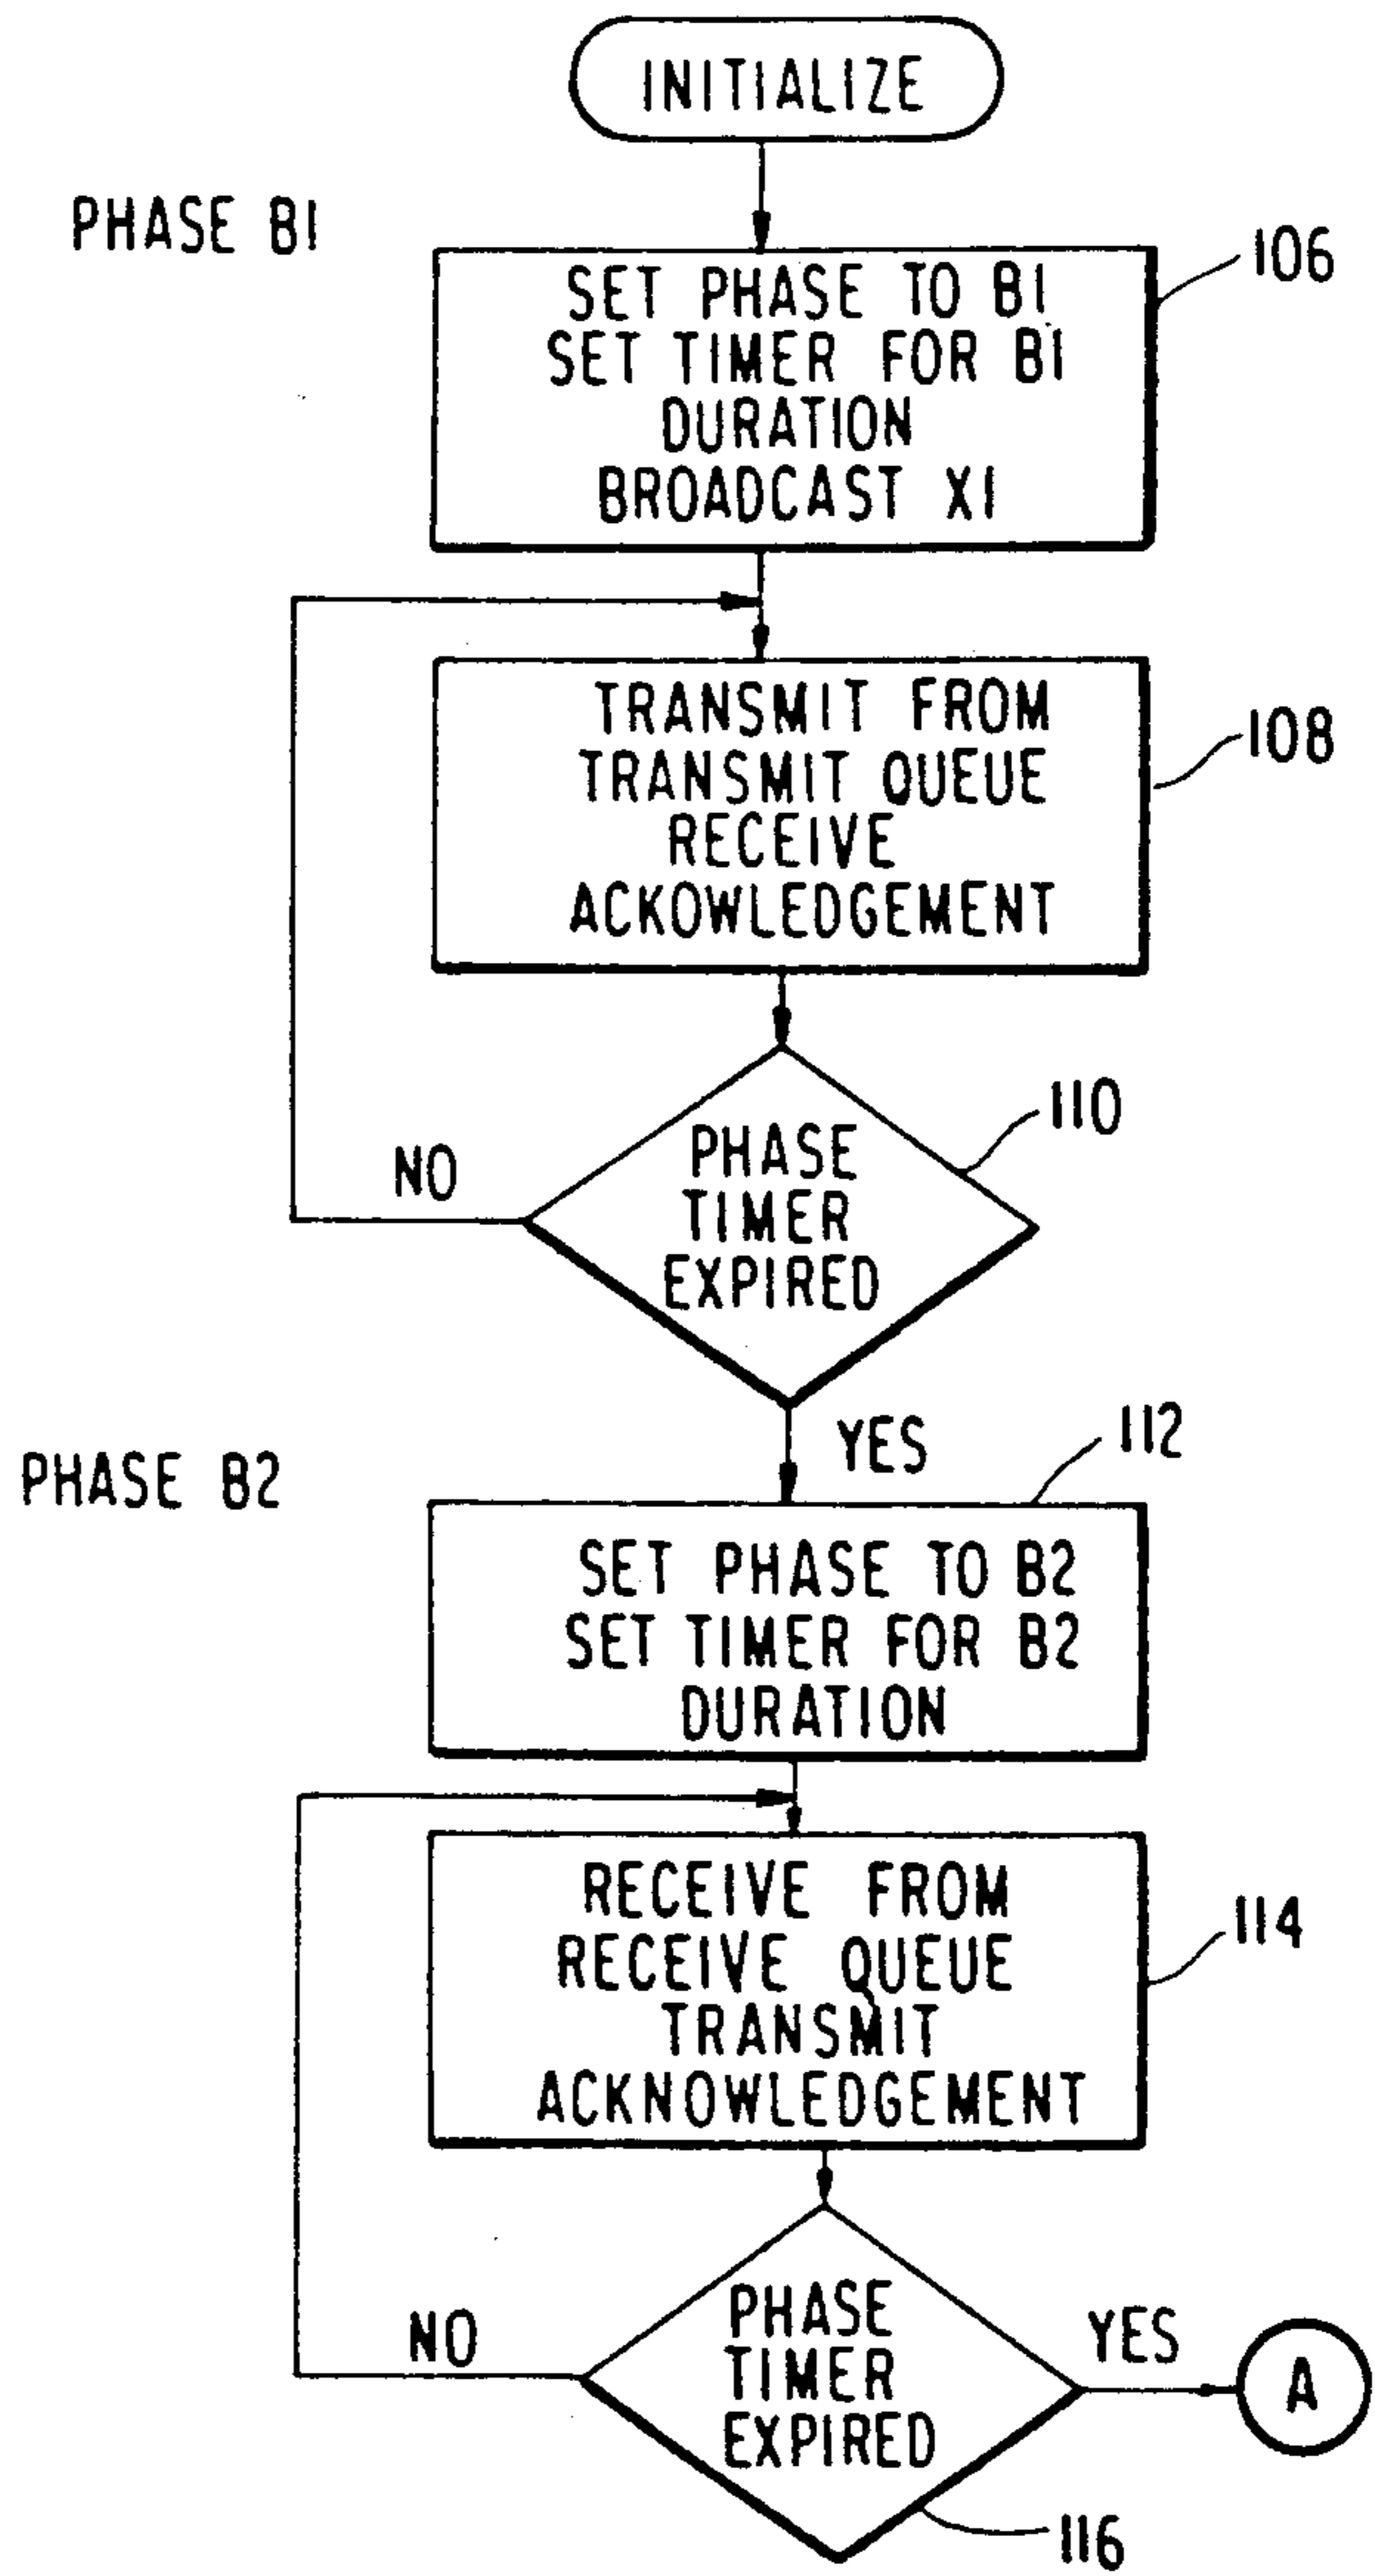 INITIALIZE
PHASE B1
106
SET PHASE TO B1
SET TIMER FOR B1
DURATION
BROADCAST X1
TRANSMIT FROM
TRANSMIT QUEUE
RECEIVE
ACKOWLEDGEMENT
108
110
PHASE
TIMER
EXPIRED
NO
YES
112
PHASE B2
SET PHASE TO B2
SET TIMER FOR B2
DURATION
RECEIVE FROM
RECEIVE QUEUE
TRANSMIT
ACKNOWLEDGEMENT
114
PHASE
TIMER
EXPIRED
NO
YES
A
116